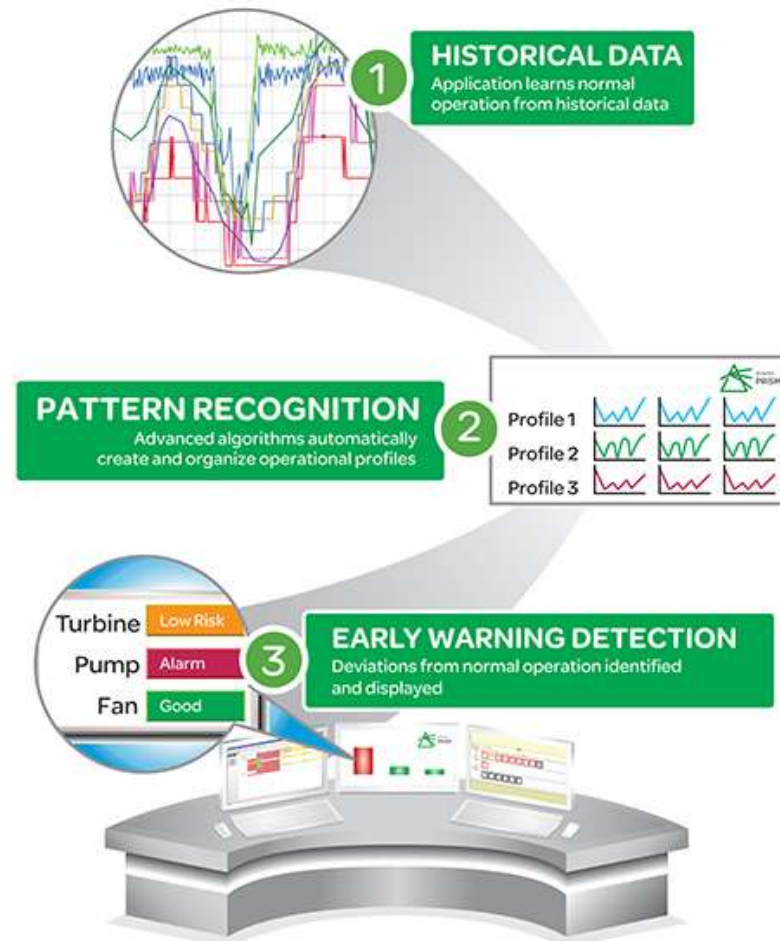 1
HISTORICAL DATA
Application learns normal
operation from historical data
PRISM
PATTERN RECOGNITION
Advanced algorithms automatically
create and organize operational profiles
2
Profile 1
Profile 2
Profile 3
Turbine Low Risk
Pump Alarm
Fan Good
3
EARLY WARNING DETECTION
Deviations from normal operation identified
and displayed